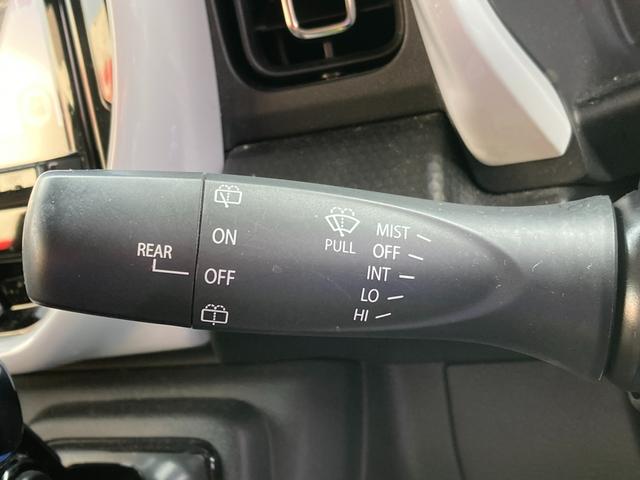 REAR
ON
OFF
PULL
MIST
OFF
INT
LO
HI